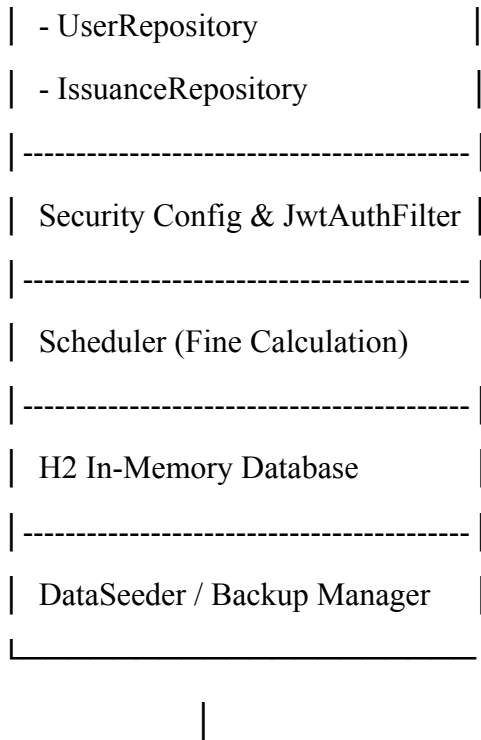 │ - UserRepository │
│ - IssuanceRepository │
│------------------------------------------ │
│ Security Config & JwtAuthFilter │
│------------------------------------------ │
│ Scheduler (Fine Calculation)
│------------------------------------------ │
│ H2 In-Memory Database │
│------------------------------------------ │
│ DataSeeder / Backup Manager │
└──────────────────────────
│